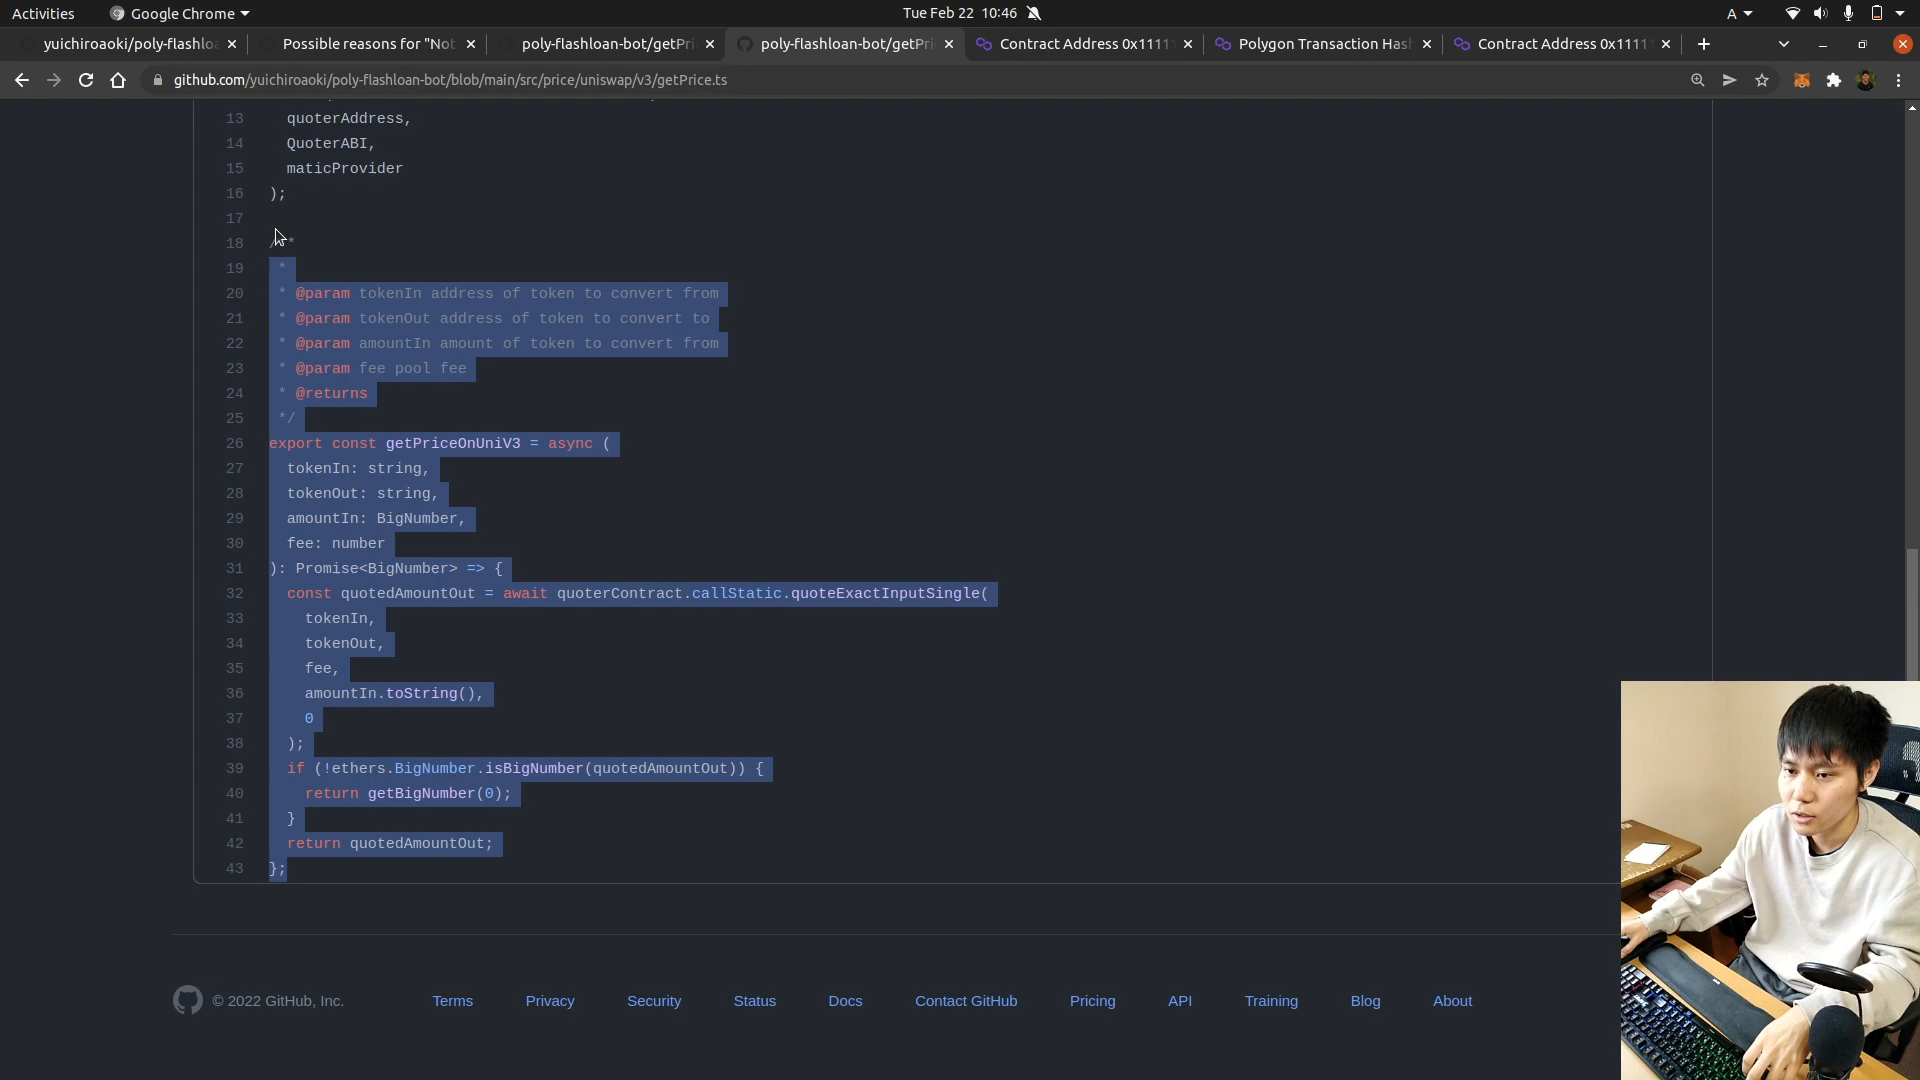 Activities Google Chrome Tue Feb 22 10:46 A
yuichiroaoki/poly-flashloa Possible reasons for "Not poly-flashloan-bot/getPri poly-flashloan-bot/getPri Contract Address 0x1111 Polygon Transaction Hash Contract Address 0x1111
github.com/yuichiroaoki/poly-flashloan-bot/blob/main/src/price/uniswap/v3/getPrice.ts
13 quoterAddress,
14 QuoterABI,
15 maticProvider
16 );
17
18 /**
19 *
20 * @param tokenIn address of token to convert from
21 * @param tokenOut address of token to convert to
22 * @param amountIn amount of token to convert from
23 * @param fee pool fee
24 * @returns
25 */
26 export const getPriceOnUniV3 = async (
27 tokenIn: string,
28 tokenOut: string,
29 amountIn: BigNumber,
30 fee: number
31 ): Promise<BigNumber> => {
32 const quotedAmountOut = await quoterContract.callStatic.quoteExactInputSingle(
33 tokenIn,
34 tokenOut,
35 fee,
36 amountIn.toString(),
37 0
38 );
39 if (!ethers.BigNumber.isBigNumber(quotedAmountOut)) {
40 return getBigNumber(0);
41 }
42 return quotedAmountOut;
43 };
© 2022 GitHub, Inc. Terms Privacy Security Status Docs Contact GitHub Pricing API Training Blog About